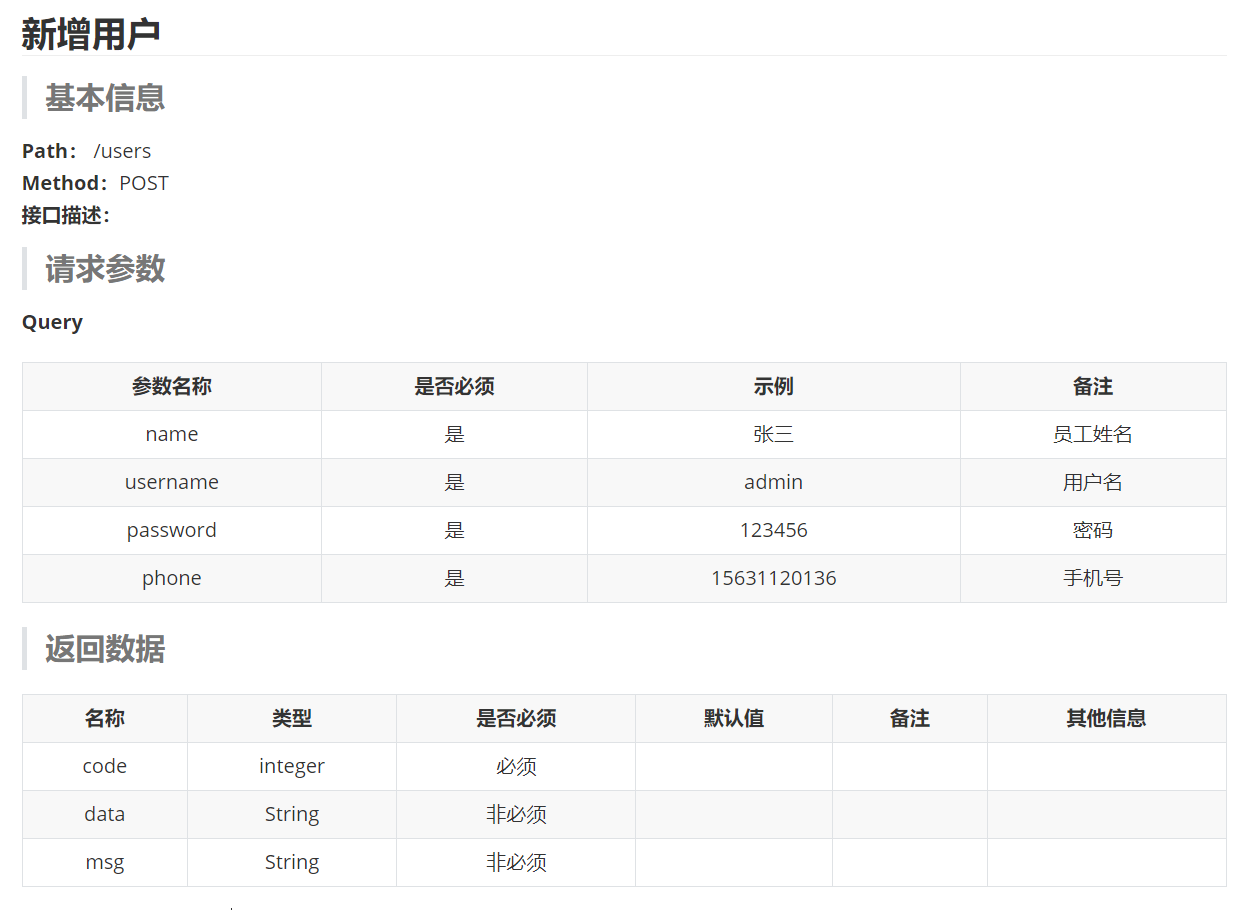 新增用户
基本信息
Path： /users
Method：POST
接口描述：
请求参数
Query
参数名称 是否必须 示例 备注
name 是 张三 员工姓名
username 是 admin 用户名
password 是 123456 密码
phone 是 15631120136 手机号
返回数据
名称 类型 是否必须 默认值 备注 其他信息
code integer 必须
data String 非必须
msg String 非必须